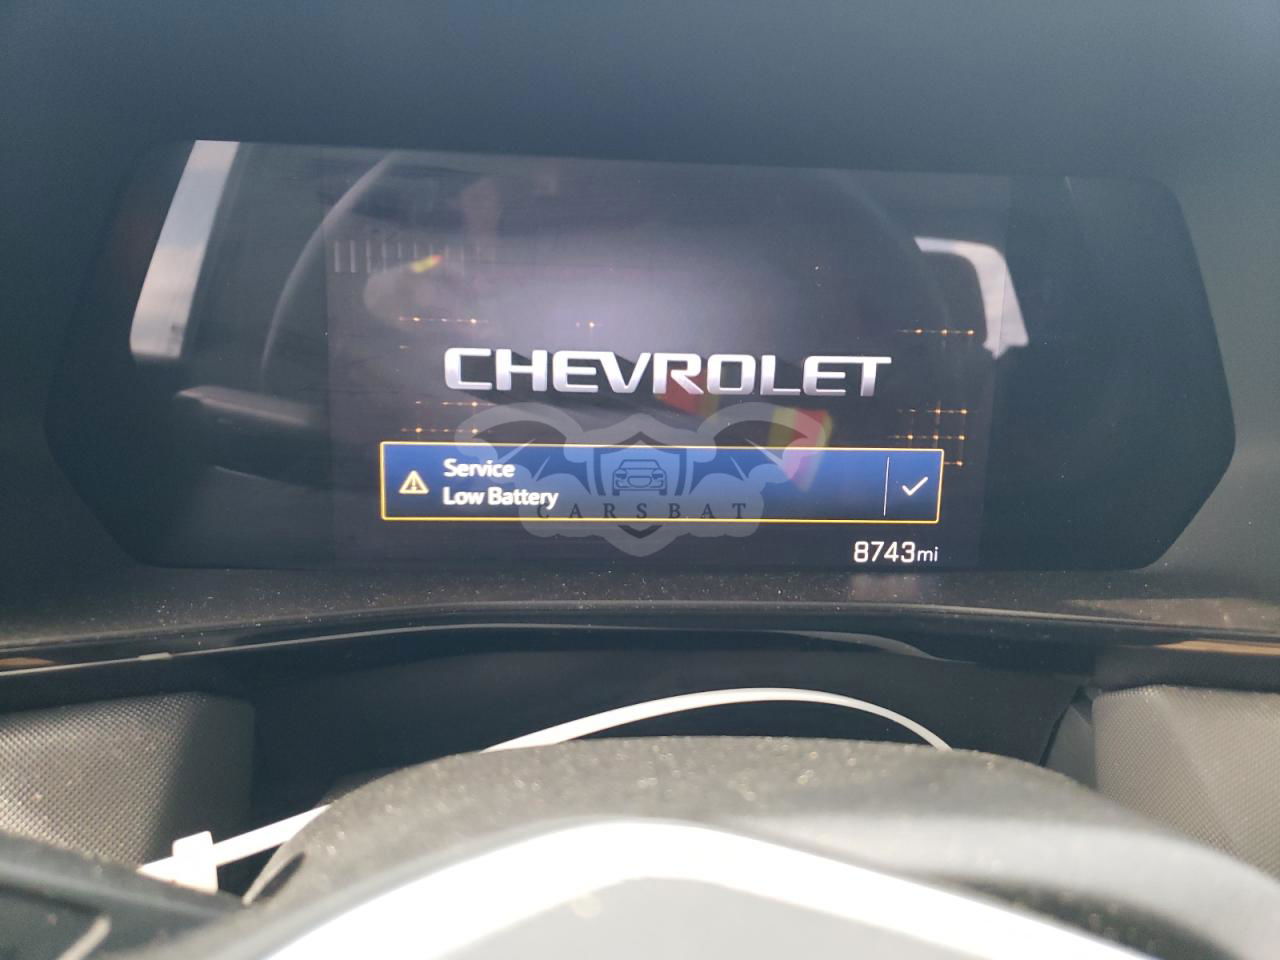 CHEVROLET
Service
Low Battery
CARSBAT
8743mi